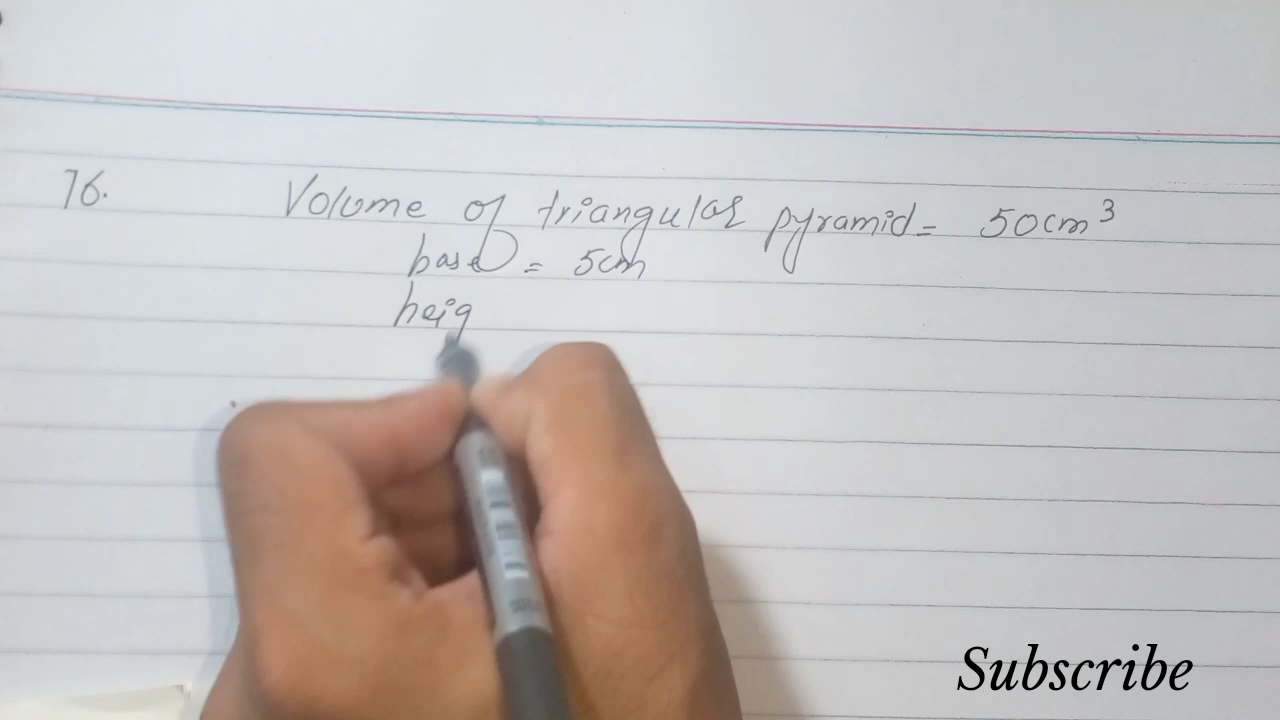 76. Volume of triangular pyramid = 50cm³
base = 5cm
heig
Subscribe